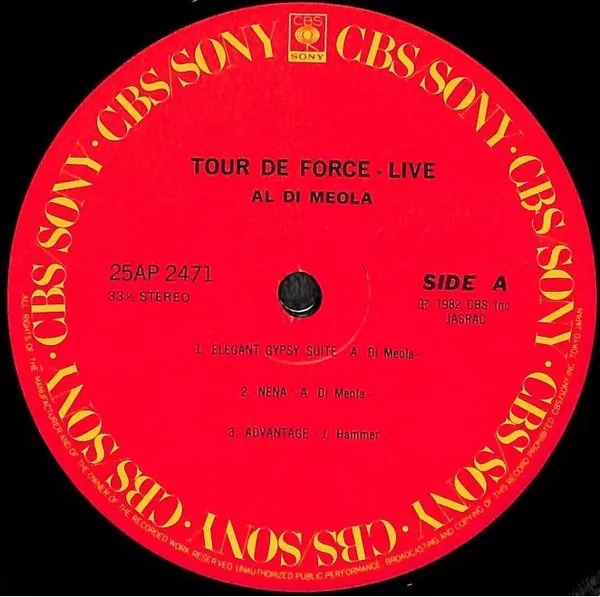 CBS
SONY
CBS/SONY · CBS/SONY · CBS/SONY · CBS/SONY · CBS/SONY · CBS/SONY · CBS/SONY · CBS/SONY
TOUR DE FORCE - LIVE
AL DI MEOLA
25AP 2471
33⅓ STEREO
SIDE A
℗ 1982 CBS Inc
JASRAC
1. ELEGANT GYPSY SUITE - A. Di Meola -
2. NENA - A. Di Meola -
3. ADVANTAGE - J. Hammer
ALL RIGHTS OF THE MANUFACTURER AND OF THE OWNER OF THE RECORDED WORK RESERVED UNAUTHORIZED PUBLIC PERFORMANCE, BROADCASTING AND COPYING OF THIS RECORD PROHIBITED CBS/SONY INC. TOKYO JAPAN